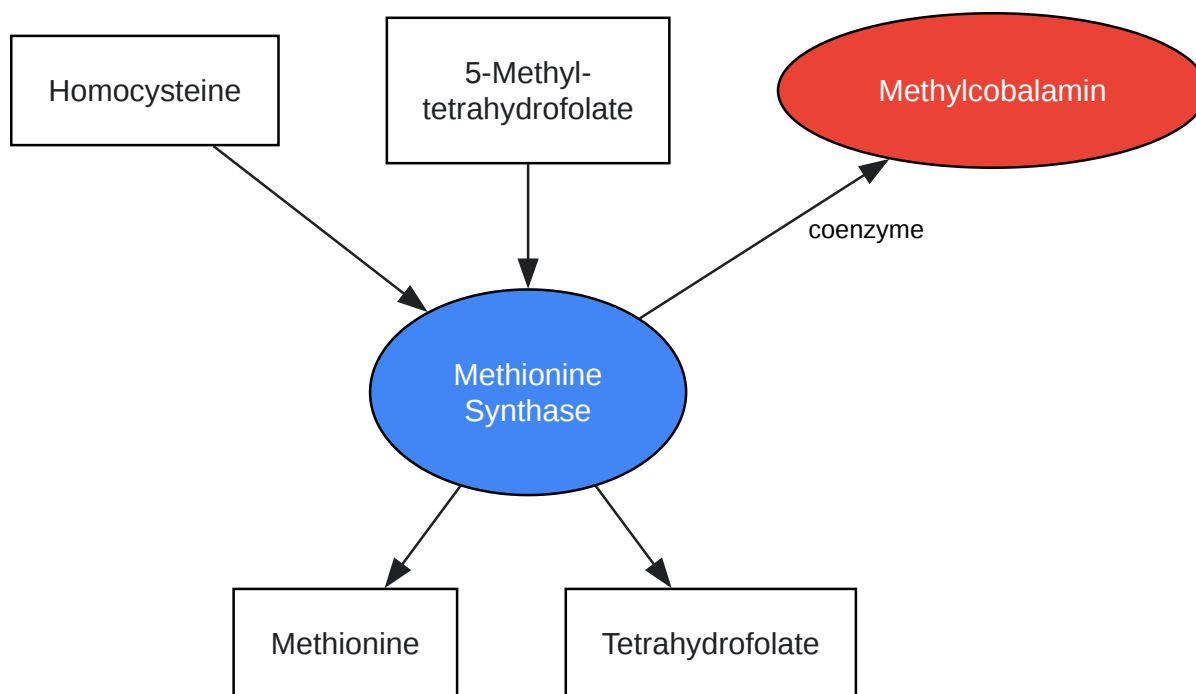 Homocysteine
5-Methyl-
tetrahydrofolate
Methylcobalamin
coenzyme
Methionine
Synthase
Methionine
Tetrahydrofolate